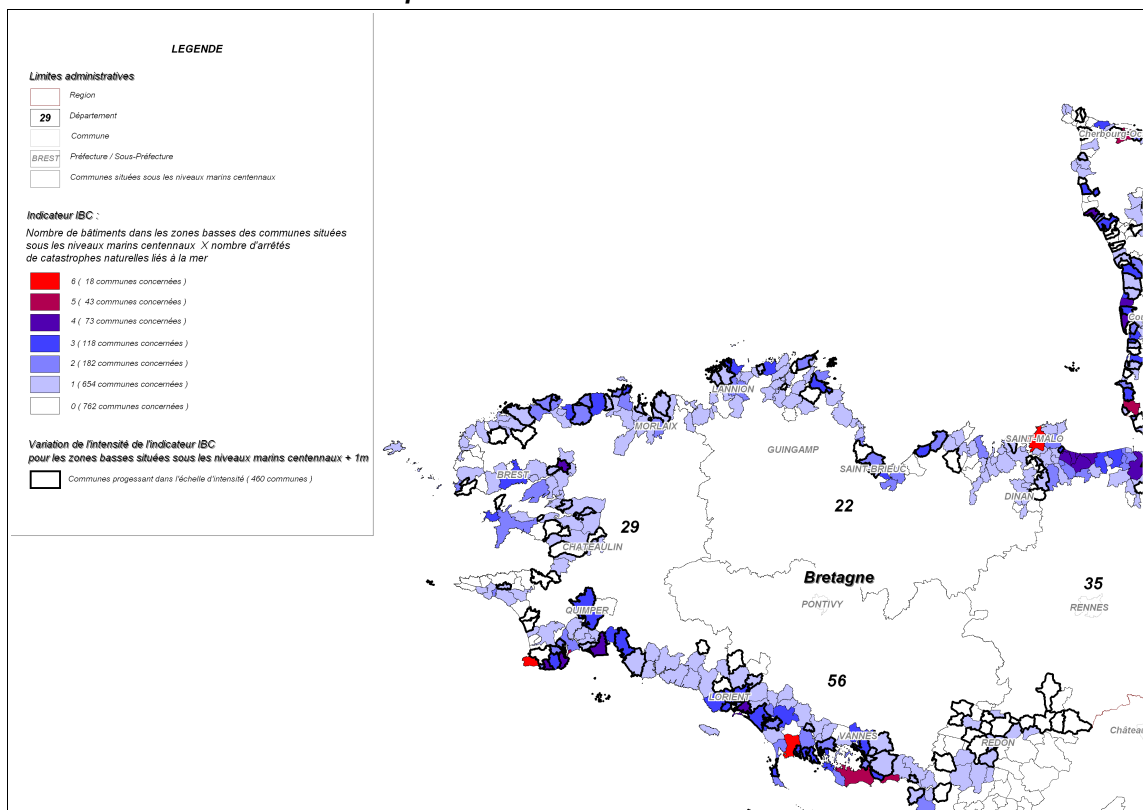 LEGENDE
Limites administratives
Region
29 Département
Commune
BREST Préfecture / Sous-Préfecture
Communes situées sous les niveaux marins centennaux
Indicateur IBC :
Nombre de bâtiments dans les zones basses des communes situées
sous les niveaux marins centennaux X nombre d'arrêtés
de catastrophes naturelles liés à la mer
6 ( 18 communes concernées )
5 ( 43 communes concernées )
4 ( 73 communes concernées )
3 ( 118 communes concernées )
2 ( 182 communes concernées )
1 ( 654 communes concernées )
0 ( 762 communes concernées )
Variation de l'intensité de l'indicateur IBC
pour les zones basses situées sous les niveaux marins centennaux + 1m
Communes progessant dans l'échelle d'intensité ( 460 communes )
Cherbourg-Oc
Cou
LANNION
MORLAIX
GUINGAMP
SAINT-MALO
SAINT-BRIEUC
BREST
DINAN
22
29
CHATEAULIN
Bretagne
35
PONTIVY
RENNES
QUIMPER
56
LORIENT
VANNES
REDON
Château